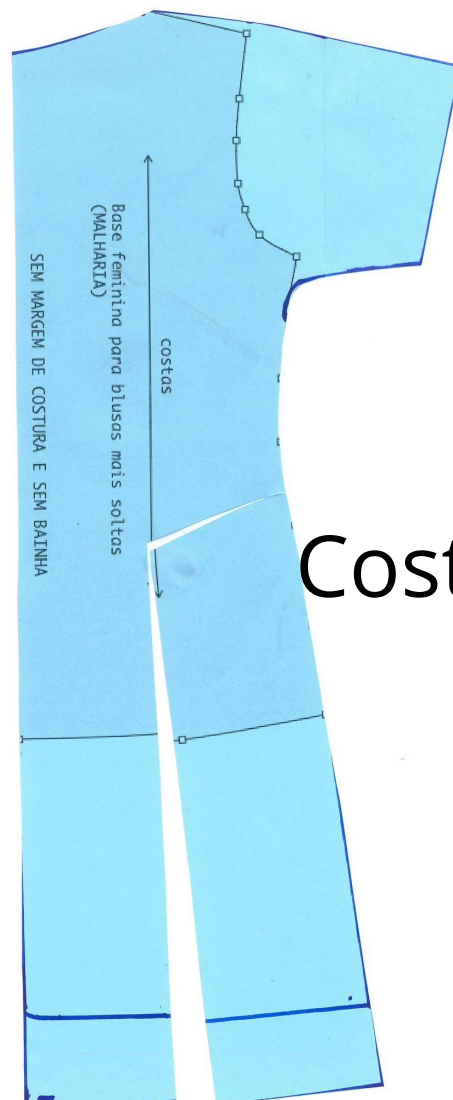 Base feminina para blusas mais soltas
(MALHARIA)
costas
SEM MARGEM DE COSTURA E SEM BAINHA
Cost